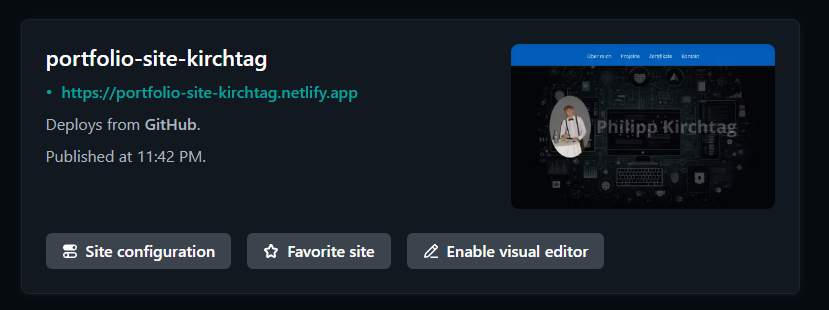 portfolio-site-kirchtag
• https://portfolio-site-kirchtag.netlify.app
Deploys from GitHub.
Published at 11:42 PM.
Über mich Projekte Zertifikate Kontakt
Philipp Kirchtag
Site configuration
Favorite site
Enable visual editor